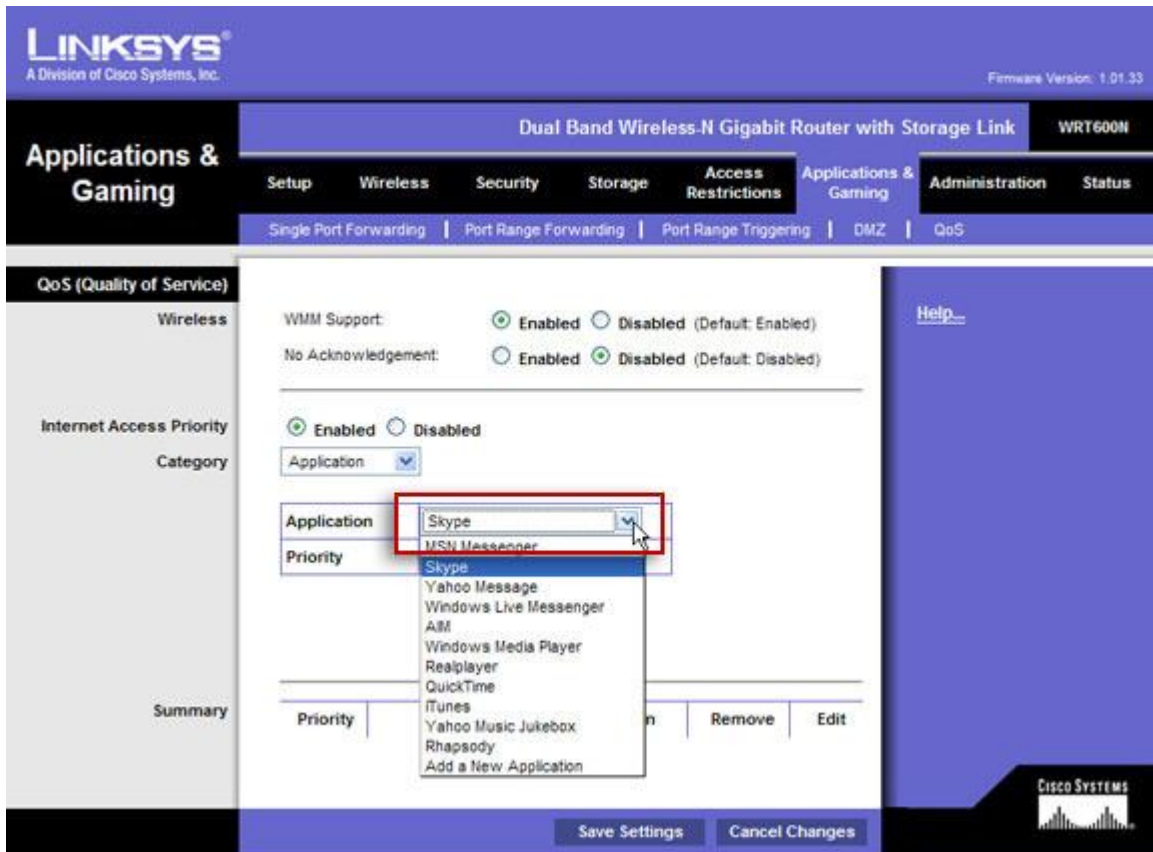 LINKSYS®
A Division of Cisco Systems, Inc.
Firmware Version: 1.01.33
Dual Band Wireless-N Gigabit Router with Storage Link WRT600N
Applications & Gaming
Setup Wireless Security Storage Access Restrictions Applications & Gaming Administration Status
Single Port Forwarding | Port Range Forwarding | Port Range Triggering | DMZ | QoS
QoS (Quality of Service)
Wireless WMM Support: Enabled Disabled (Default: Enabled)
No Acknowledgement: Enabled Disabled (Default: Disabled)
Help...
Internet Access Priority Enabled Disabled
Category Application
Application Skype
Priority
MSN Messenger
Skype
Yahoo Message
Windows Live Messenger
AIM
Windows Media Player
Realplayer
QuickTime
iTunes
Yahoo Music Jukebox
Rhapsody
Add a New Application
Summary Priority n Remove Edit
CISCO SYSTEMS
Save Settings Cancel Changes